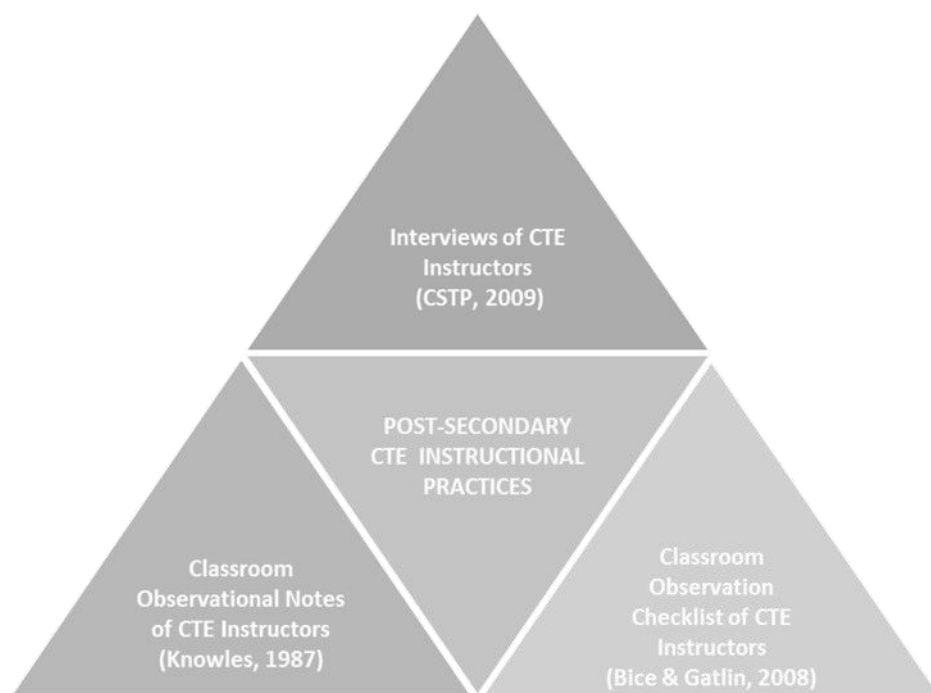 Interviews of CTE
Instructors
(CSTP, 2009)
POST-SECONDARY
CTE INSTRUCTIONAL
PRACTICES
Classroom
Observational Notes
of CTE Instructors
(Knowles, 1987)
Classroom
Observation
Checklist of CTE
Instructors
(Bice & Gatlin, 2008)